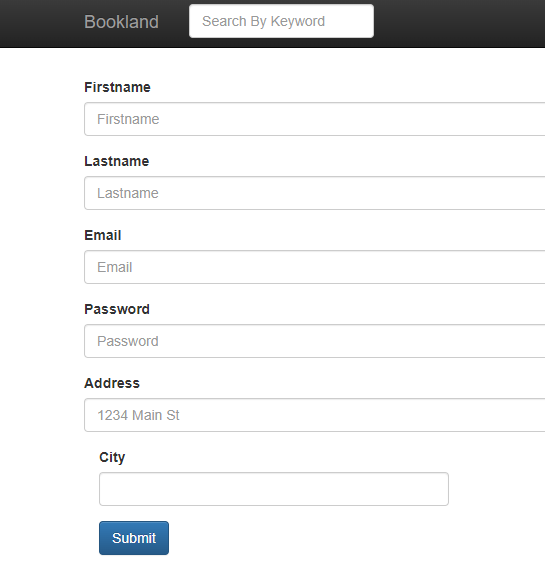 Bookland Search By Keyword
Firstname
Firstname
Lastname
Lastname
Email
Email
Password
Password
Address
1234 Main St
City
Submit